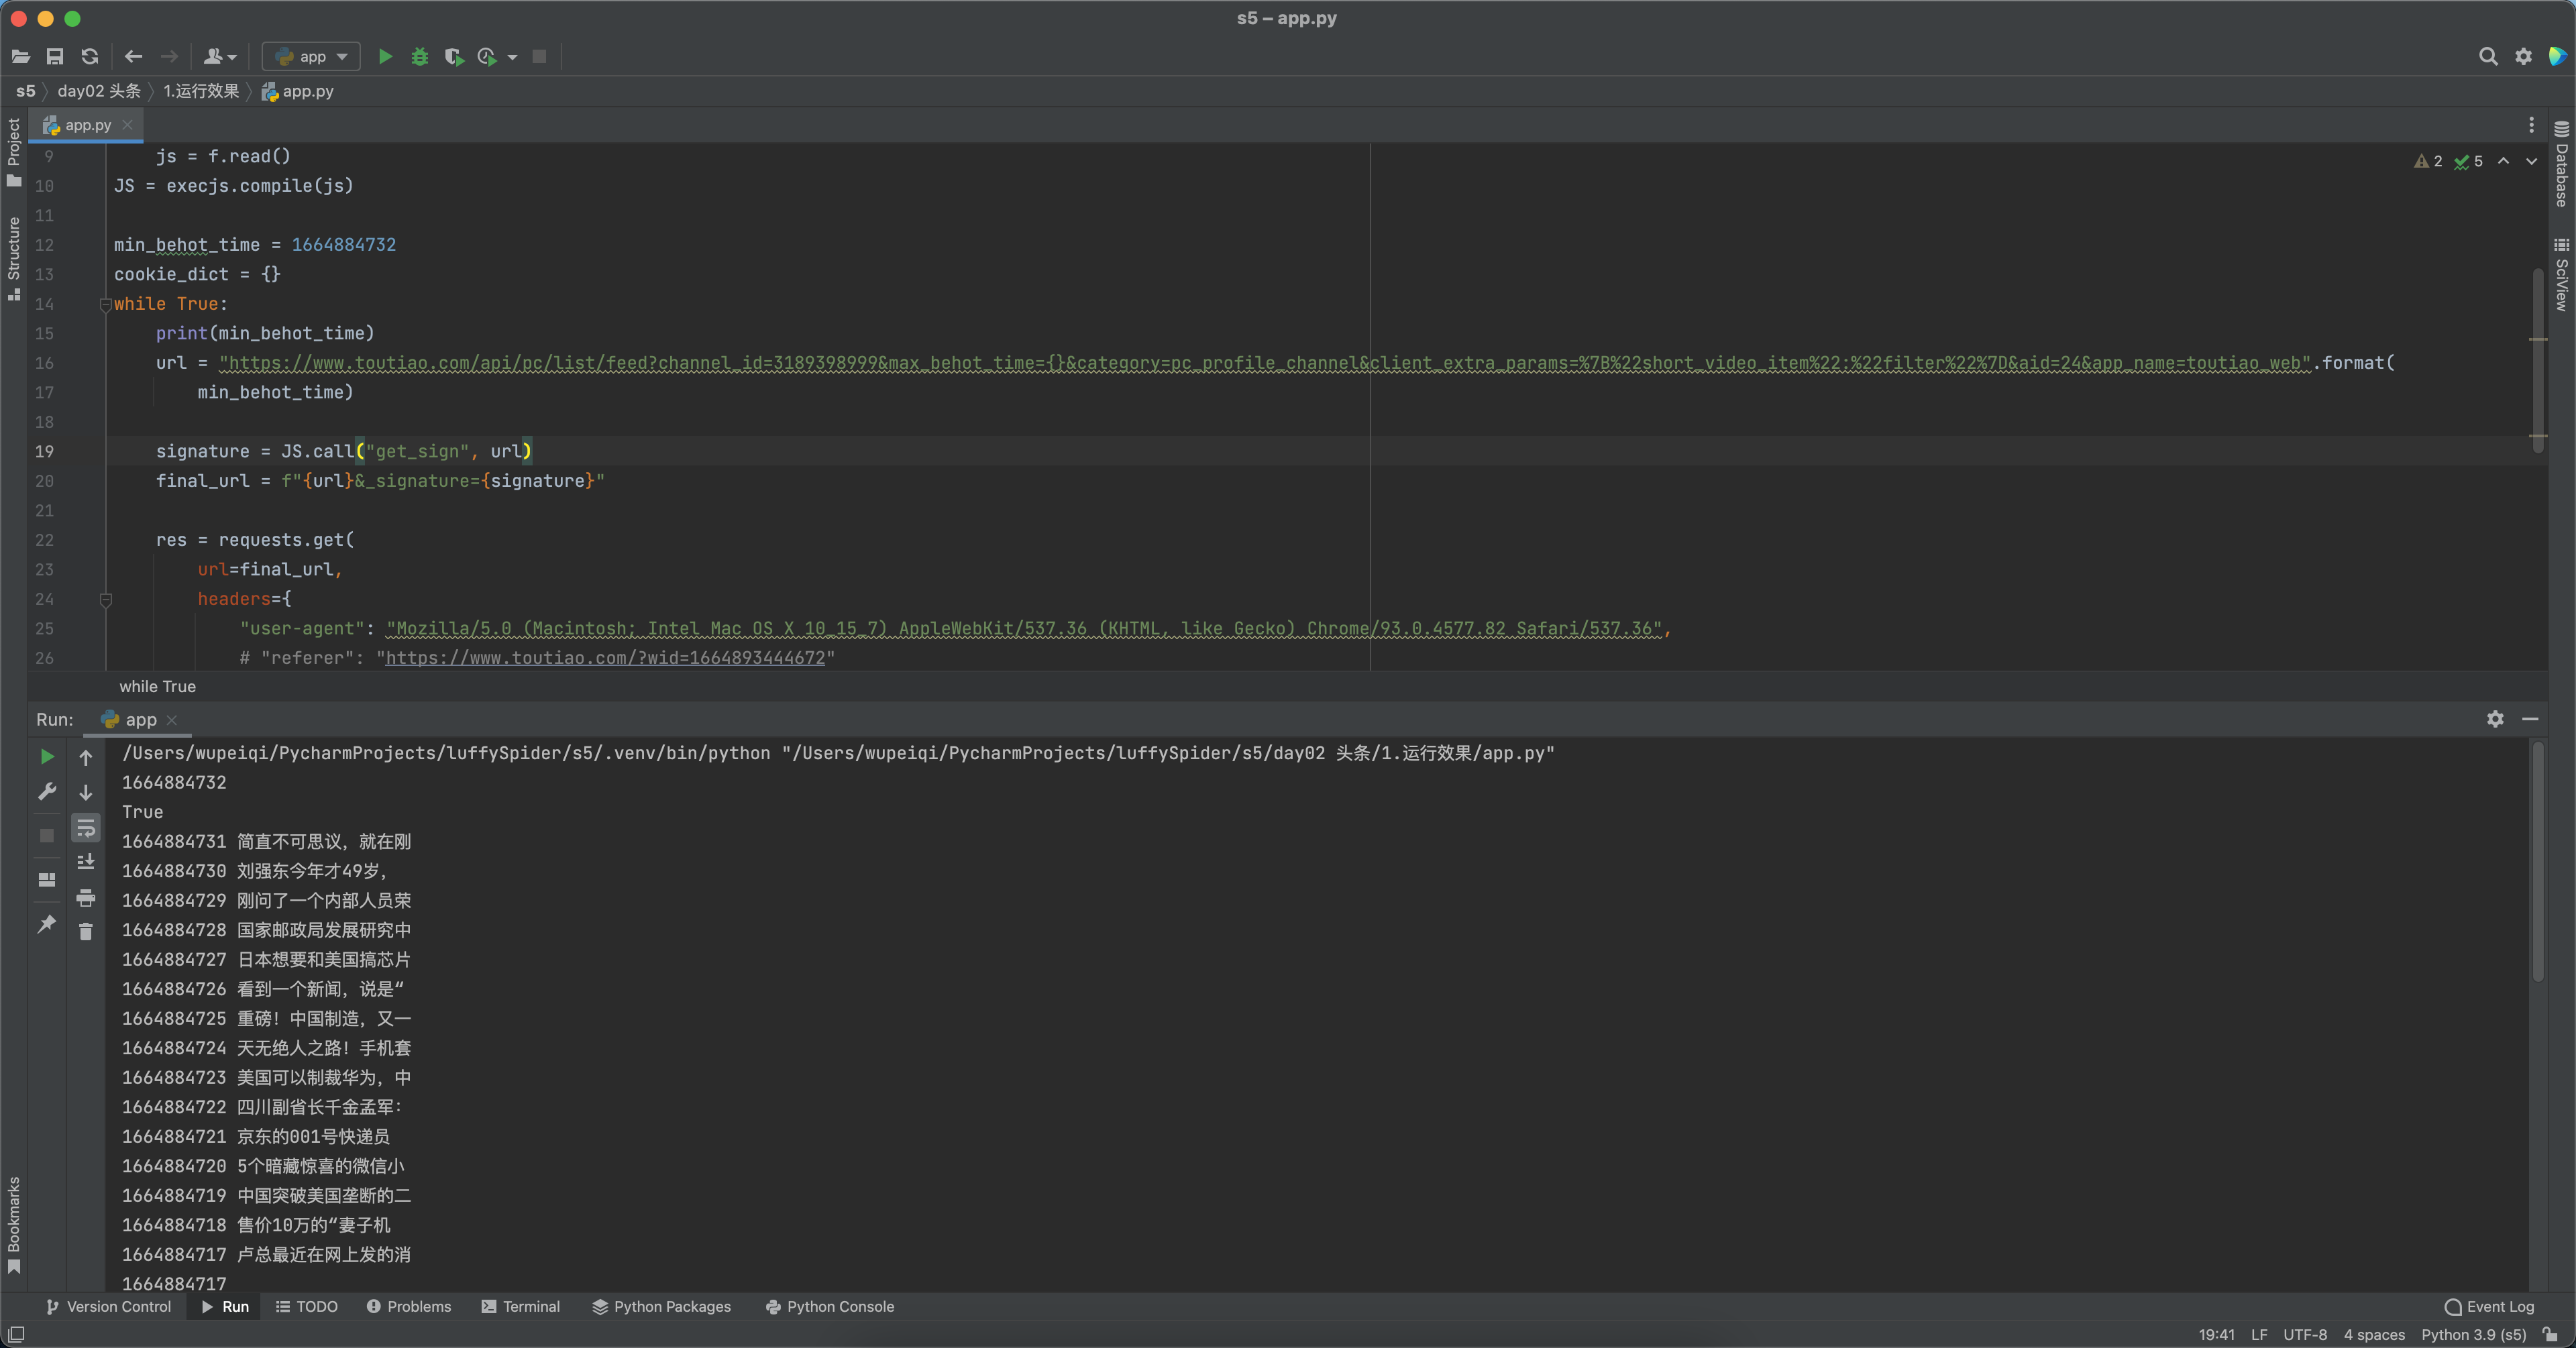 s5 – app.py
app
s5 day02 头条 1.运行效果 app.py
Project
Structure
Bookmarks
Database
SciView
app.py
2 5
9 js = f.read()
10 JS = execjs.compile(js)
11
12 min_behot_time = 1664884732
13 cookie_dict = {}
14 while True:
15 print(min_behot_time)
16 url = "https://www.toutiao.com/api/pc/list/feed?channel_id=3189398999&max_behot_time={}&category=pc_profile_channel&client_extra_params=%7B%22short_video_item%22:%22filter%22%7D&aid=24&app_name=toutiao_web".format(
17 min_behot_time)
18
19 signature = JS.call("get_sign", url)
20 final_url = f"{url}&_signature={signature}"
21
22 res = requests.get(
23 url=final_url,
24 headers={
25 "user-agent": "Mozilla/5.0 (Macintosh; Intel Mac OS X 10_15_7) AppleWebKit/537.36 (KHTML, like Gecko) Chrome/93.0.4577.82 Safari/537.36",
26 # "referer": "https://www.toutiao.com/?wid=1664893444672"
while True
Run: app
/Users/wupeiqi/PycharmProjects/luffySpider/s5/.venv/bin/python "/Users/wupeiqi/PycharmProjects/luffySpider/s5/day02 头条/1.运行效果/app.py"
1664884732
True
1664884731 简直不可思议，就在刚
1664884730 刘强东今年才49岁，
1664884729 刚问了一个内部人员荣
1664884728 国家邮政局发展研究中
1664884727 日本想要和美国搞芯片
1664884726 看到一个新闻，说是“
1664884725 重磅！中国制造，又一
1664884724 天无绝人之路！手机套
1664884723 美国可以制裁华为，中
1664884722 四川副省长千金孟军：
1664884721 京东的001号快递员
1664884720 5个暗藏惊喜的微信小
1664884719 中国突破美国垄断的二
1664884718 售价10万的“妻子机
1664884717 卢总最近在网上发的消
1664884717
Version Control Run TODO Problems Terminal Python Packages Python Console Event Log
19:41 LF UTF-8 4 spaces Python 3.9 (s5)